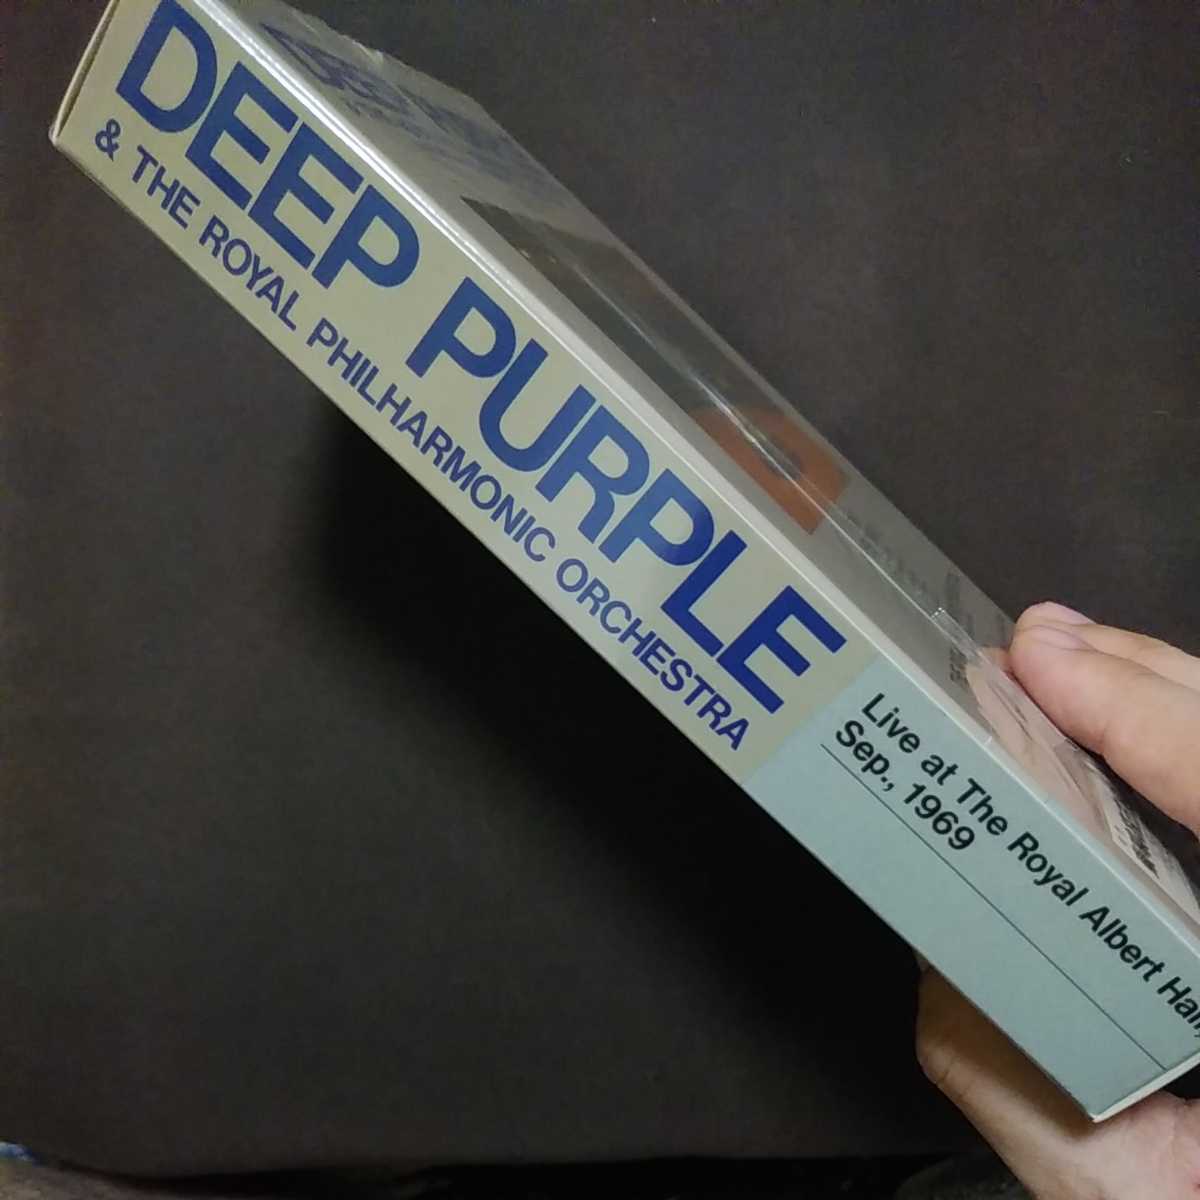 DEEP PURPLE
& THE ROYAL PHILHARMONIC ORCHESTRA
Live at The Royal Albert Hall,
Sep., 1969